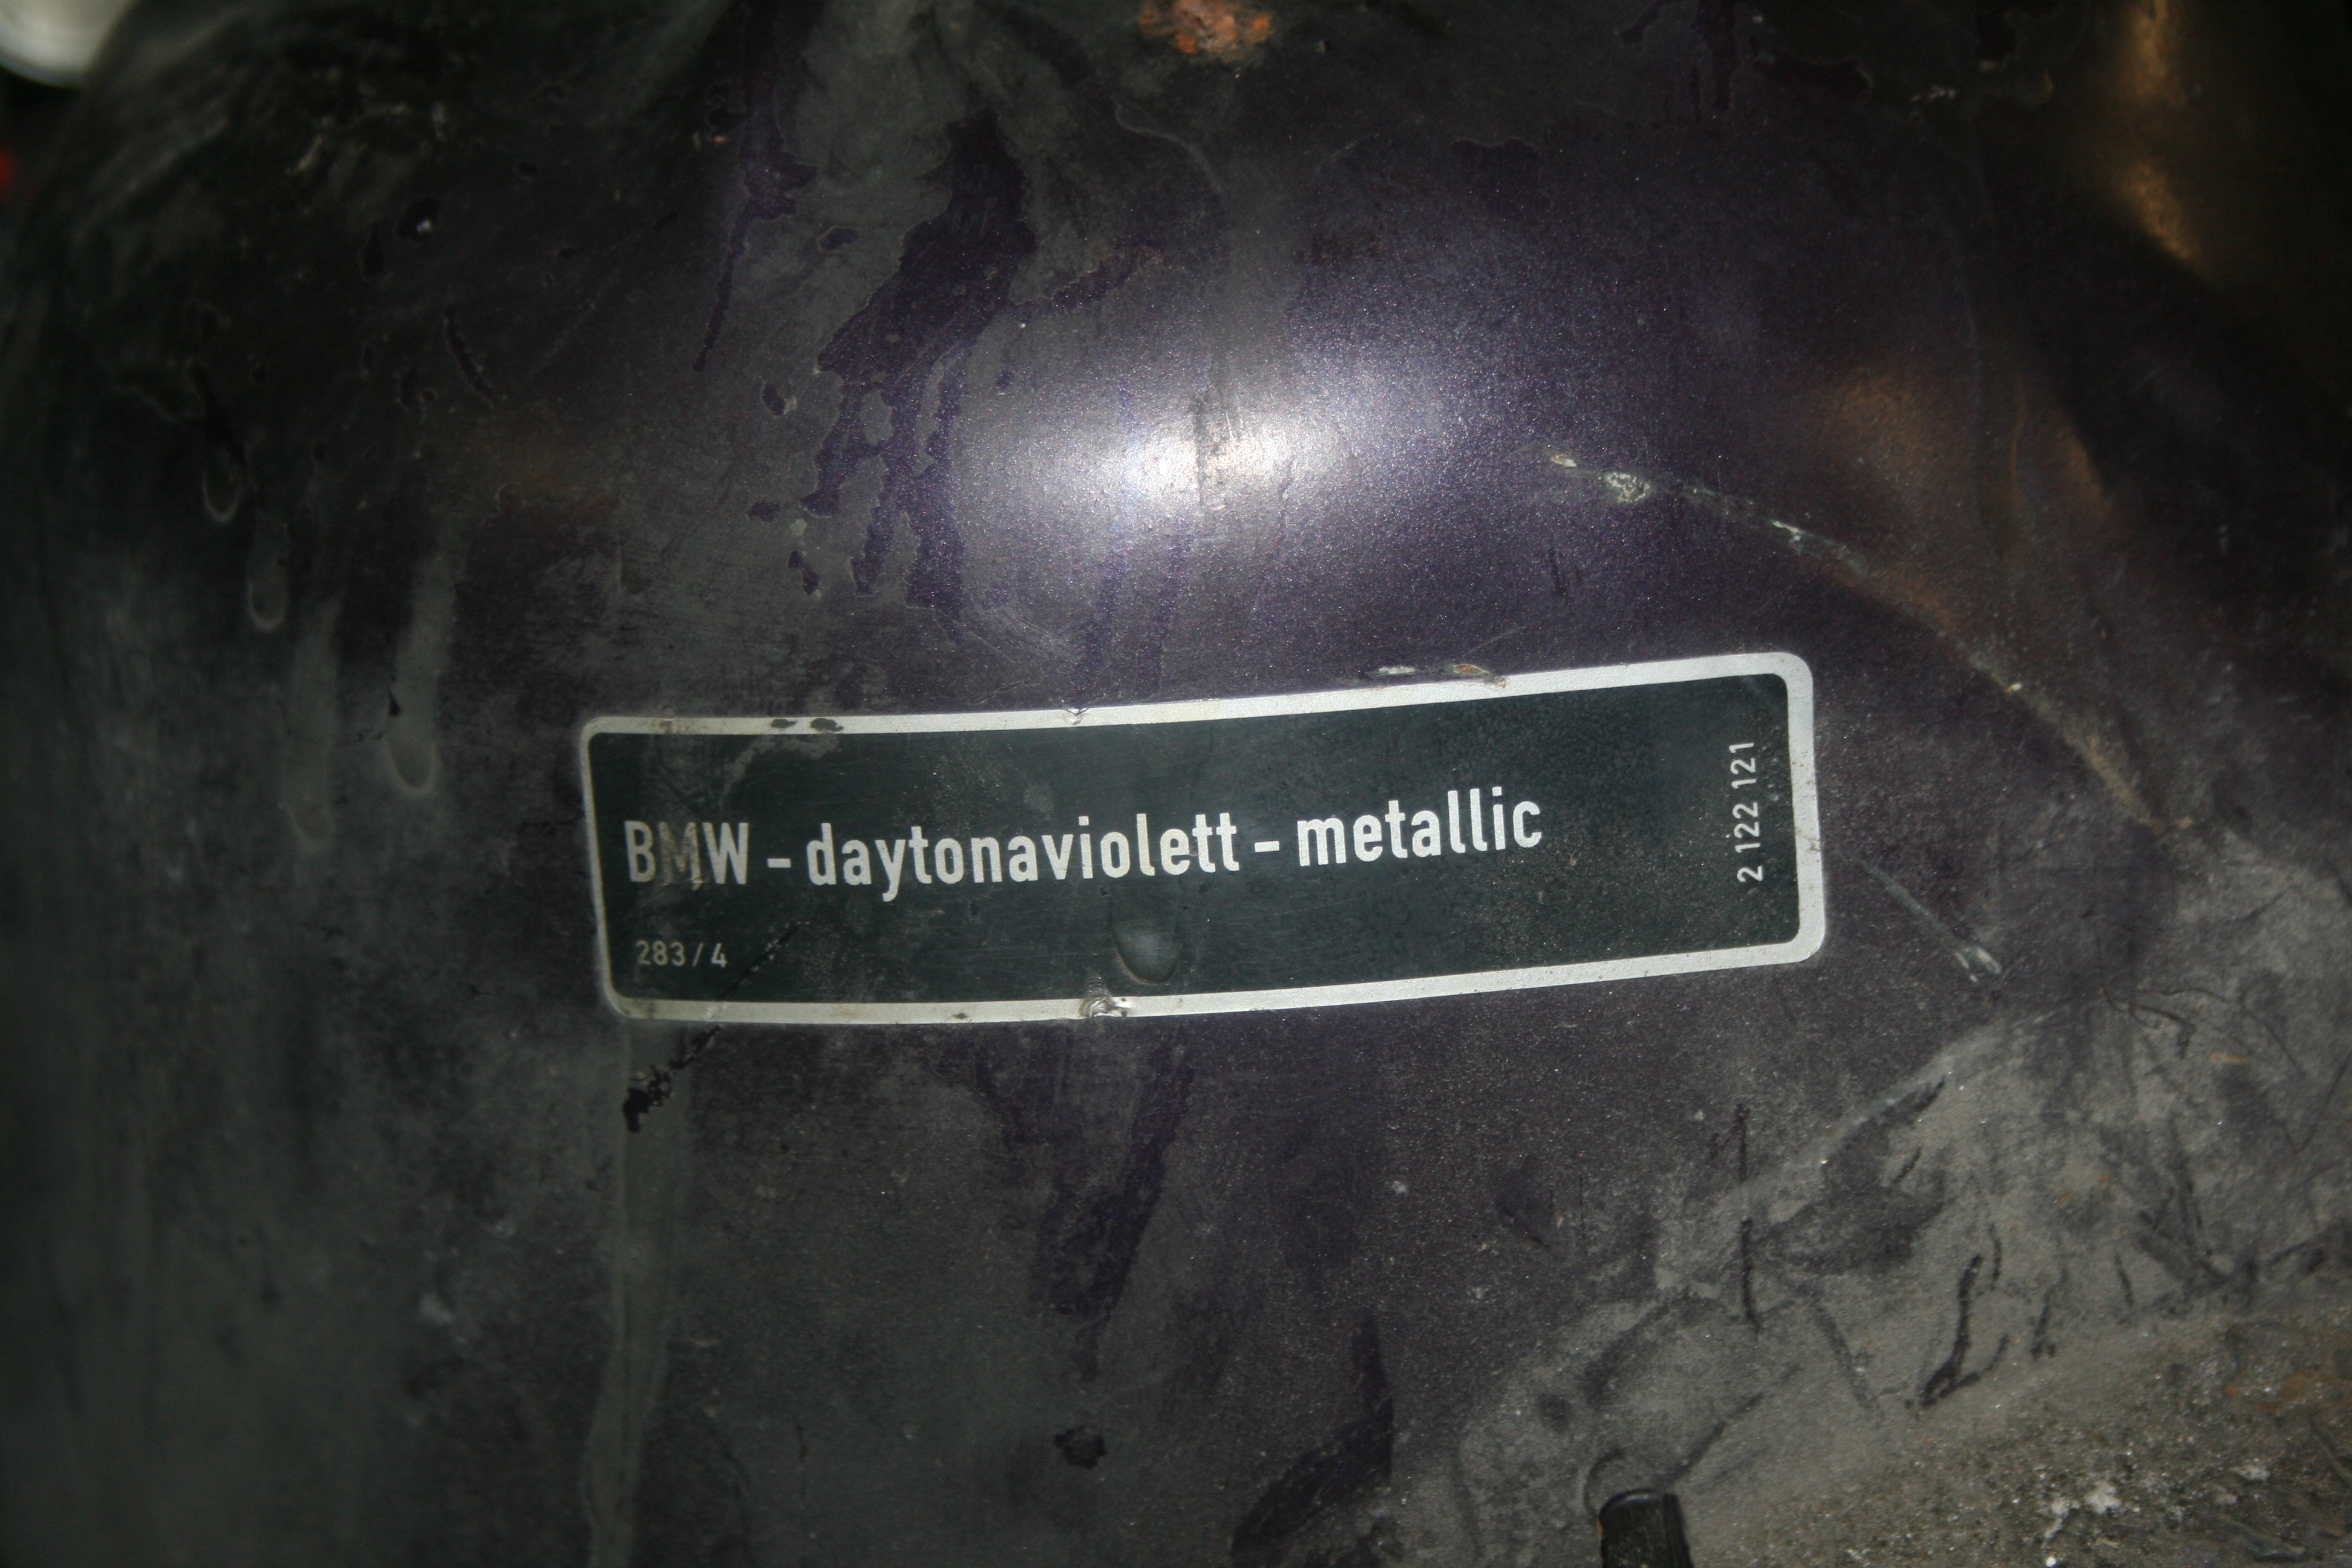 BMW - daytonaviolett - metallic
283 / 4
2 122 121